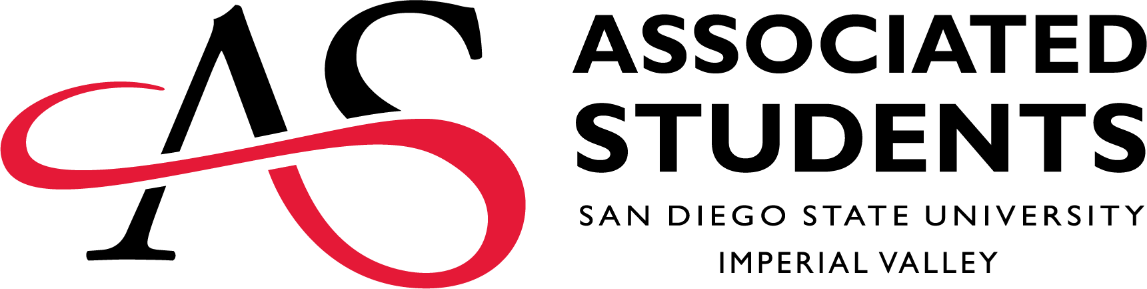 AS
ASSOCIATED
STUDENTS
SAN DIEGO STATE UNIVERSITY
IMPERIAL VALLEY